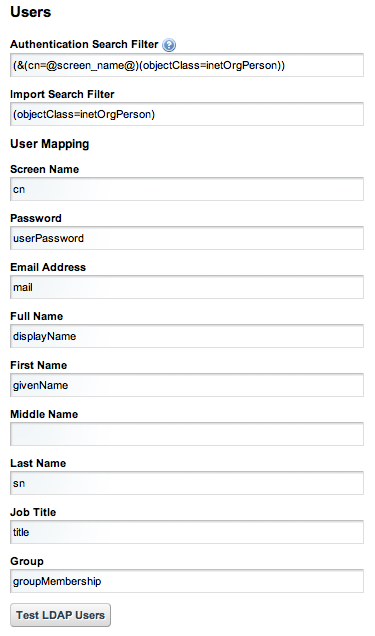 Users
Authentication Search Filter
(&(cn=@screen_name@)(objectClass=inetOrgPerson))
Import Search Filter
(objectClass=inetOrgPerson)
User Mapping
Screen Name
cn
Password
userPassword
Email Address
mail
Full Name
displayName
First Name
givenName
Middle Name
Last Name
sn
Job Title
title
Group
groupMembership
Test LDAP Users